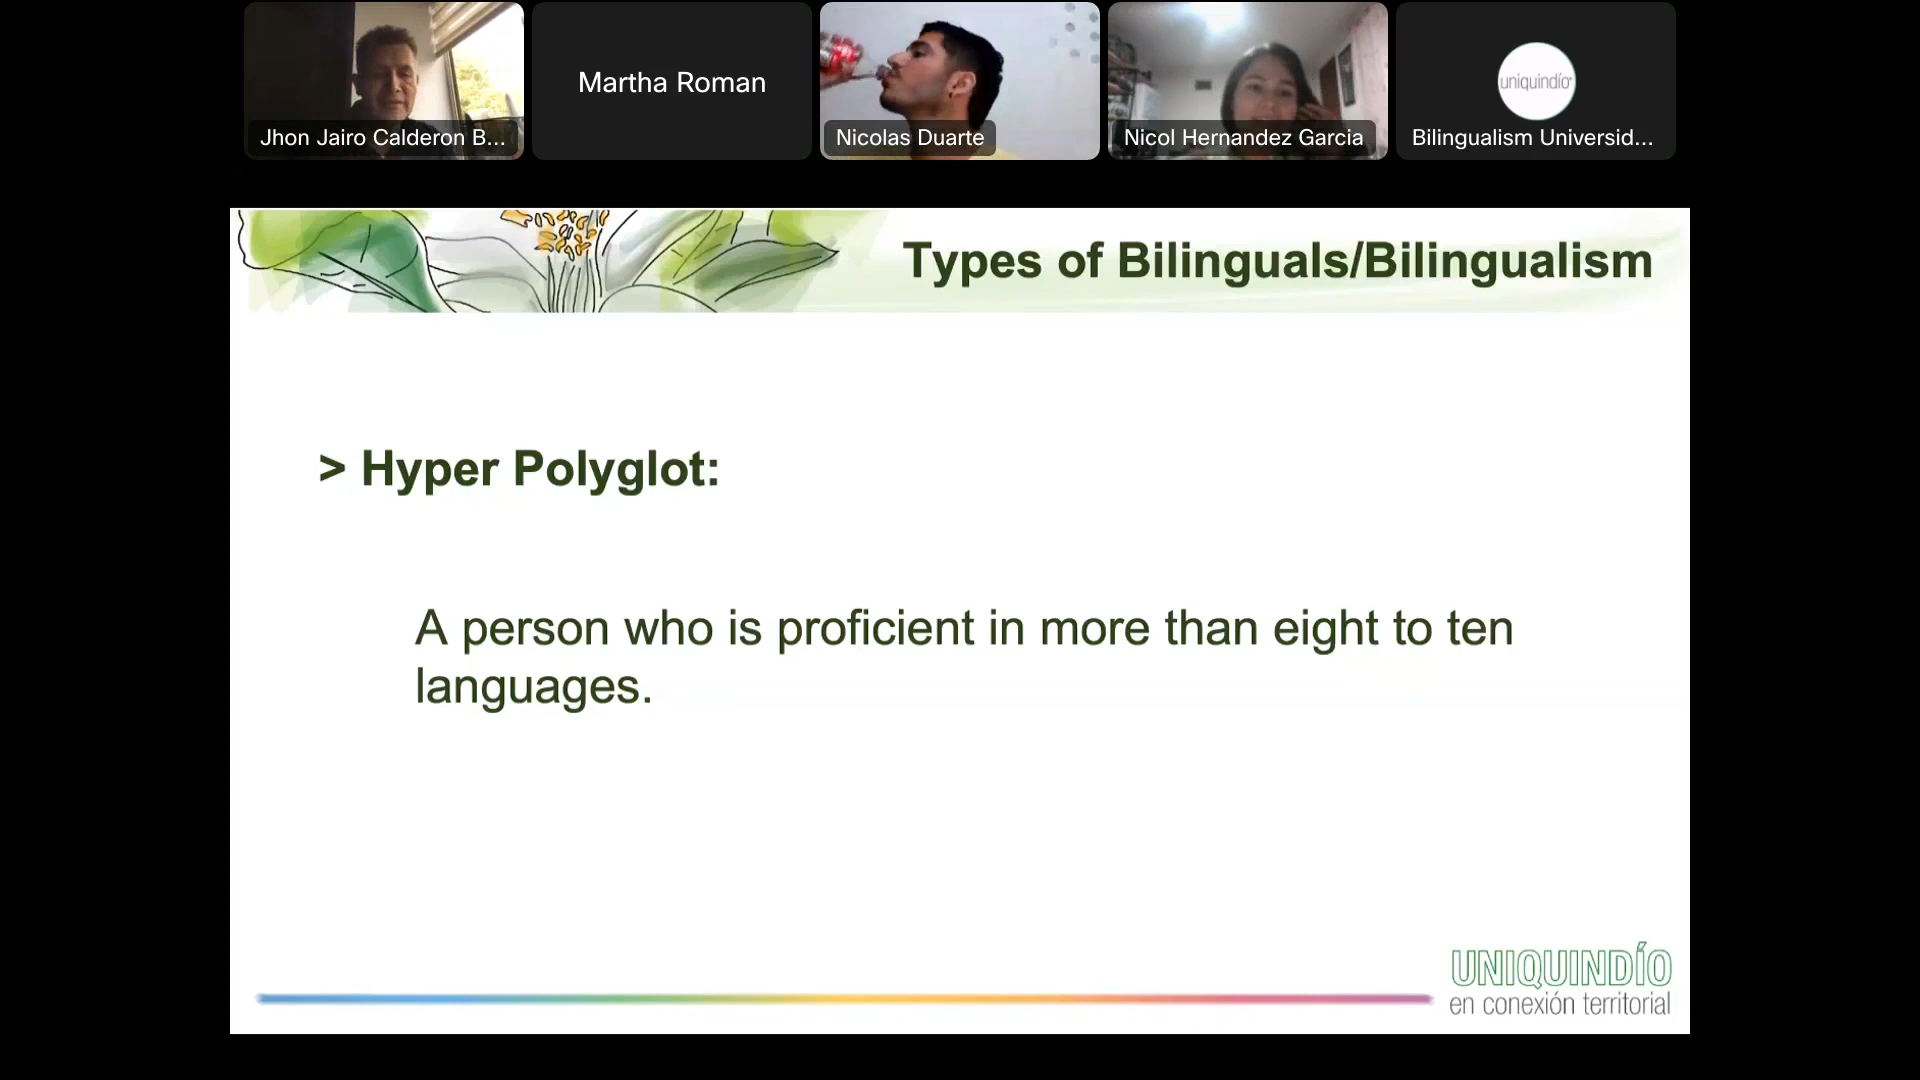 Jhon Jairo Calderon B...
Martha Roman
Nicolas Duarte
Nicol Hernandez Garcia
uniquindío
Bilingualism Universid...
Types of Bilinguals/Bilingualism
> Hyper Polyglot:
A person who is proficient in more than eight to ten
languages.
UNIQUINDÍO
en conexión territorial